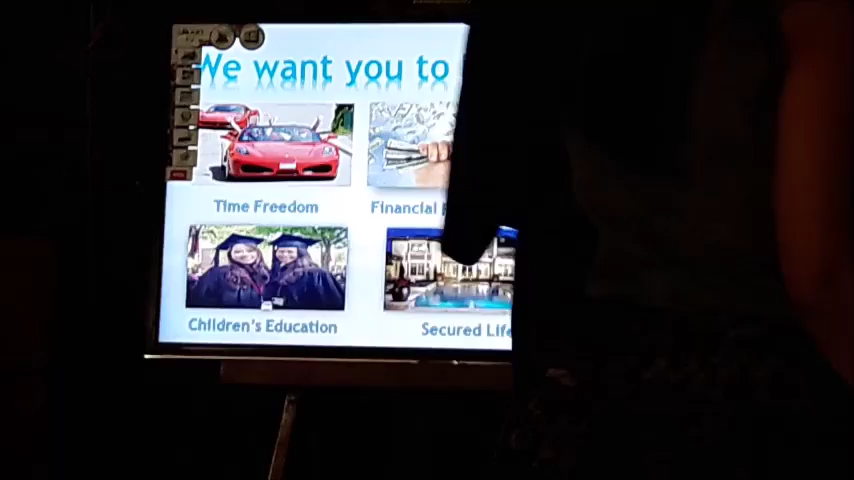 We want you to
Time Freedom
Financial
Children's Education
Secured Life